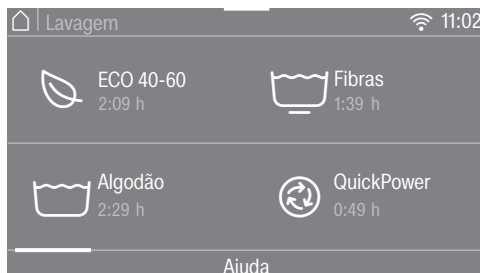 Lavagem 11:02
ECO 40-60
2:09 h
Fibras
1:39 h
Algodão
2:29 h
QuickPower
0:49 h
Ajuda